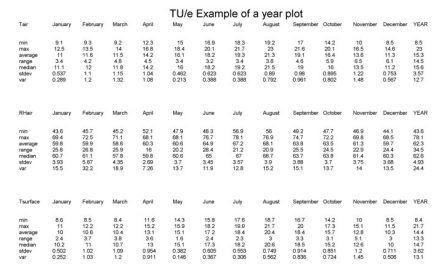 TU/e Example of a year plot
Tair January February March April May June July August September October November December YEAR
min 9.1 9.3 9.2 12.3 15 16.9 18.3 19.2 17 14.2 10 8.5 8.5
max 12.5 13.5 14 16.8 18.4 20.1 21.7 23 21.6 20.1 16.5 14.6 23
mean 11 11.6 11.5 14.2 16.1 18.2 19.3 21.3 19.1 16.4 13.6 11.3 15.3
range 3.4 4.2 4.8 4.5 3.4 3.2 3.4 3.8 4.6 5.9 6.5 6.1 14.5
median 11.1 12 11.8 14.2 16 18.2 19.2 21.5 19 16 13.5 11.2 15.6
stdev 0.537 1.1 1.15 1.04 0.462 0.623 0.623 0.89 0.98 0.895 1.22 0.753 3.57
var 0.289 1.2 1.32 1.08 0.213 0.388 0.388 0.792 0.961 0.802 1.48 0.567 12.7
RHair January February March April May June July August September October November December YEAR
min 43.6 45.7 45.2 52.1 47.9 48.3 56.9 56 49.2 47.7 46.9 44.1 43.6
max 69.4 72.5 71.1 68.1 68.1 76.7 78.1 76.9 74.7 72.2 69.8 68.5 78.1
mean 59.8 59.9 58.6 60.3 60.6 64.9 67.2 68.1 63.8 63.5 61.3 59.7 62.3
range 25.8 26.8 25.9 16 20.2 28.4 21.2 20.9 25.5 24.5 22.9 24.4 34.5
median 60.7 61.1 57.8 59.8 60.6 65 67 68.7 63.7 63.8 61.4 60.3 62.6
stdev 3.93 5.67 4.35 2.69 3.7 3.45 3.57 3.9 3.88 3.7 3.75 3.68 4.93
var 15.5 32.2 18.9 7.26 13.7 11.9 12.8 15.2 15.1 13.7 14 13.5 24.4
Tsurface January February March April May June July August September October November December YEAR
min 8.6 8.5 8.4 11.6 14.3 15.8 17.6 18.7 16.7 14.2 10 8.5 8.4
max 11 12.2 12.2 15.2 15.9 18.2 19.9 21.7 20 17.3 15.1 11.5 21.7
mean 10 10.6 10.4 13.1 15.1 17.2 18.4 20.4 18.4 15.7 12.8 10.3 14.4
range 2.4 3.7 3.8 3.6 1.6 2.4 2.3 3 3.3 3.1 5.1 3 13.3
median 10.2 11 10.7 13 15.1 17.3 18.2 20.6 18.5 15.2 12.6 10 14.7
stdev 0.502 1.02 1.09 0.954 0.382 0.606 0.553 0.749 0.914 0.851 1.2 0.711 3.62
var 0.252 1.03 1.2 0.911 0.146 0.367 0.306 0.562 0.836 0.724 1.45 0.506 13.1